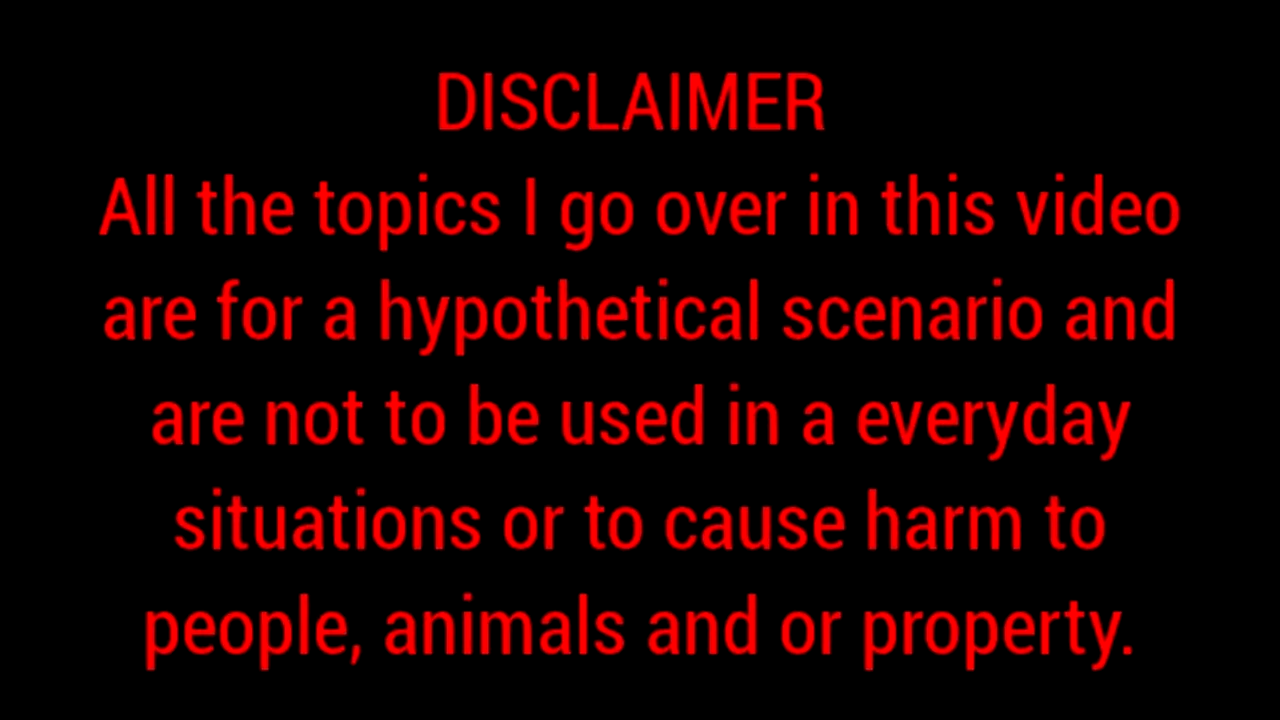 DISCLAIMER
All the topics I go over in this video
are for a hypothetical scenario and
are not to be used in a everyday
situations or to cause harm to
people, animals and or property.